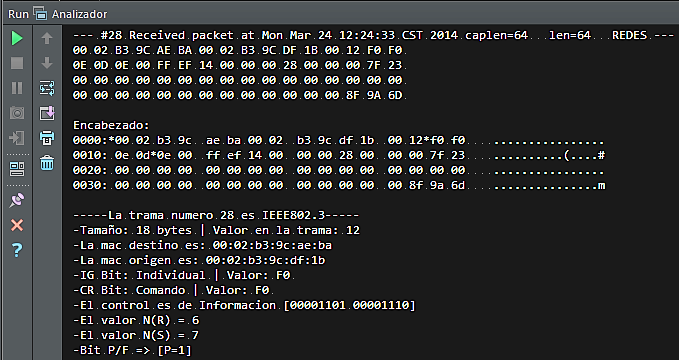 Run Analizador
--- #28 Received packet at Mon Mar 24 12:24:33 CST 2014 caplen=64 len=64 REDES ---
00 02 B3 9C AE BA 00 02 B3 9C DF 1B 00 12 F0 F0
0E 0D 0E 00 FF EF 14 00 00 00 28 00 00 00 7F 23
00 00 00 00 00 00 00 00 00 00 00 00 00 00 00 00
00 00 00 00 00 00 00 00 00 00 00 00 00 8F 9A 6D
Encabezado:
0000:*00 02 b3 9c ae ba 00 02 b3 9c df 1b 00 12*f0 f0 ................
0010: 0e 0d*0e 00 ff ef 14 00 00 00 28 00 00 00 7f 23 ..........(....#
0020: 00 00 00 00 00 00 00 00 00 00 00 00 00 00 00 00 ................
0030: 00 00 00 00 00 00 00 00 00 00 00 00 00 8f 9a 6d ...............m
-----La trama numero 28 es IEEE802.3-----
-Tamaño: 18 bytes | Valor en la trama: 12
-La mac destino es: 00:02:b3:9c:ae:ba
-La mac origen es: 00:02:b3:9c:df:1b
-IG Bit: Individual | Valor: F0
-CR Bit: Comando | Valor: F0
-El control es de Informacion [00001101 00001110]
-El valor N(R) = 6
-El valor N(S) = 7
-Bit P/F => [P=1]